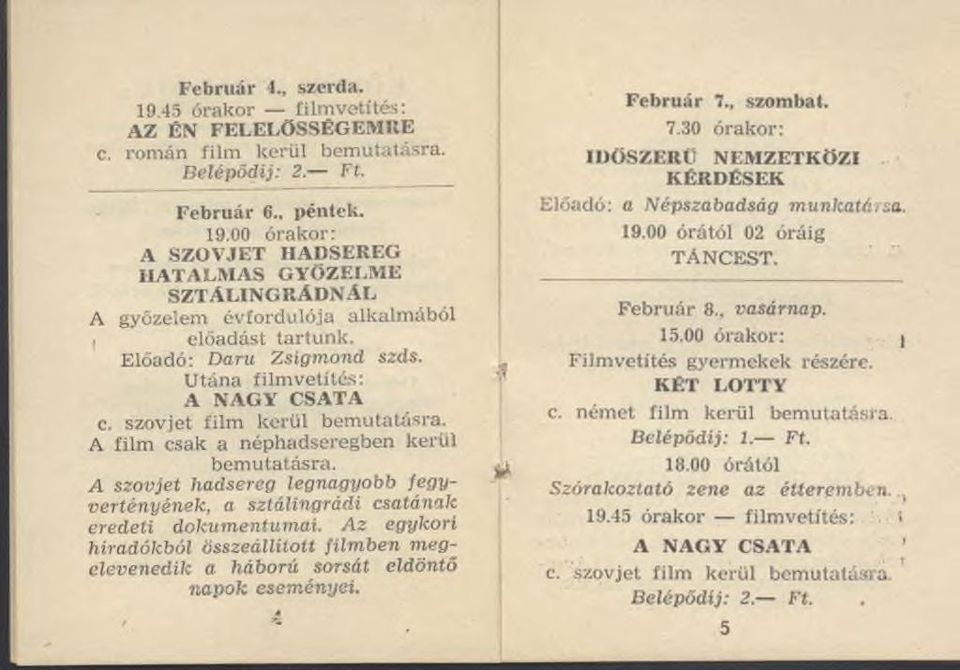 Február 4., szerda.
19.45 órakor — filmvetítés:
AZ ÉN FELELŐSSÉGEMRE
c. román film kerül bemutatásra.
Belépődij: 2.— Ft.
Február 6., péntek.
19.00 órakor:
A SZOVJET HADSEREG
HATALMAS GYŐZELME
SZTÁLINGRÁDNÁL
A győzelem évfordulója alkalmából
előadást tartunk.
Előadó: Daru Zsigmond szds.
Utána filmvetítés:
A NAGY CSATA
c. szovjet film kerül bemutatásra.
A film csak a néphadseregben kerül
bemutatásra.
A szovjet hadsereg legnagyobb fegy-
vertényének, a sztálingrádi csatának
eredeti dokumentumai. Az egykori
hiradókból összeállított filmben meg-
elevenedik a háború sorsát eldöntő
napok eseményei.
4
Február 7., szombat.
7.30 órakor:
IDŐSZERŰ NEMZETKÖZI
KÉRDÉSEK
Előadó: a Népszabadság munkatársa.
19.00 órától 02 óráig
TÁNCEST.
Február 8., vasárnap.
15.00 órakor:
Filmvetítés gyermekek részére.
KÉT LOTTY
c. német film kerül bemutatásra.
Belépődij: 1.— Ft.
18.00 órától
Szórakoztató zene az étteremben.
19.45 órakor — filmvetítés:
A NAGY CSATA
c. szovjet film kerül bemutatásra.
Belépődij: 2.— Ft.
5